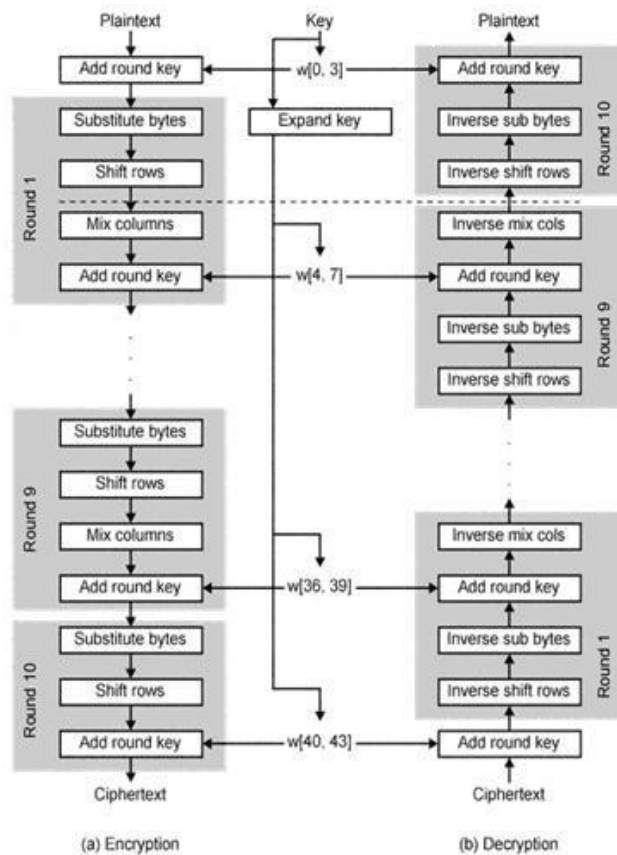 Plaintext
Add round key
Round 1
Substitute bytes
Shift rows
Mix columns
Add round key
Round 9
Substitute bytes
Shift rows
Mix columns
Add round key
Round 10
Substitute bytes
Shift rows
Add round key
Ciphertext
(a) Encryption
Key
w[0, 3]
Expand key
w[4, 7]
w[36, 39]
w[40, 43]
Plaintext
Add round key
Inverse sub bytes
Inverse shift rows
Round 10
Inverse mix cols
Add round key
Inverse sub bytes
Inverse shift rows
Round 9
Inverse mix cols
Add round key
Inverse sub bytes
Inverse shift rows
Round 1
Add round key
Ciphertext
(b) Decryption